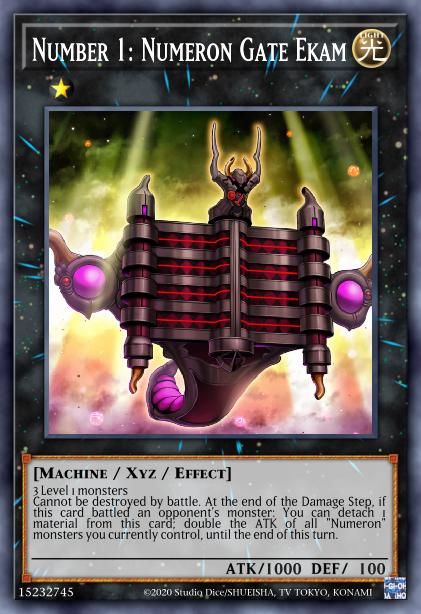 NUMBER 1: NUMERON GATE EKAM
LIGHT
光
[MACHINE / XYZ / EFFECT]
3 Level 1 monsters
Cannot be destroyed by battle. At the end of the Damage Step, if
this card battled an opponent's monster: You can detach 1
material from this card; double the ATK of all "Numeron"
monsters you currently control, until the end of this turn.
ATK/1000 DEF/ 100
15232745
©2020 Studio Dice/SHUEISHA, TV TOKYO, KONAMI